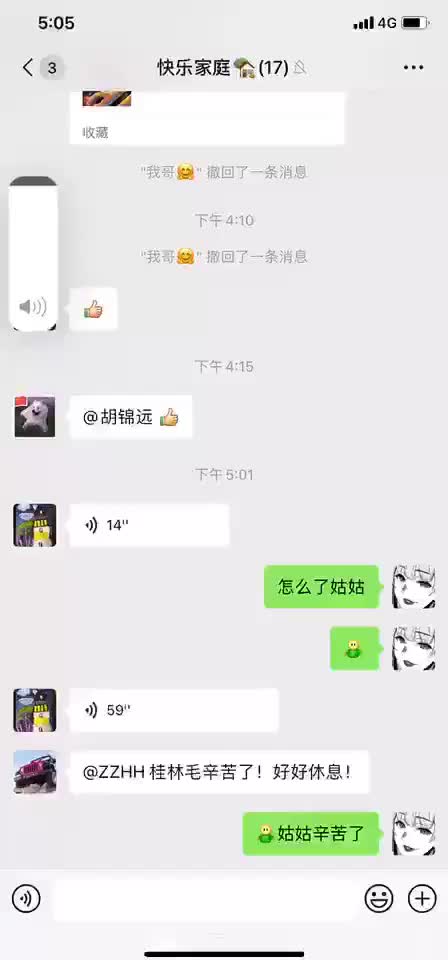 5:05
4G
3
快乐家庭🏡(17)
收藏
"我哥🤗" 撤回了一条消息
下午 4:10
"我哥🤗" 撤回了一条消息
👍
下午 4:15
@胡锦远 👍
下午 5:01
14"
怎么了姑姑
59"
@ZZHH 桂林毛辛苦了！好好休息！
姑姑辛苦了